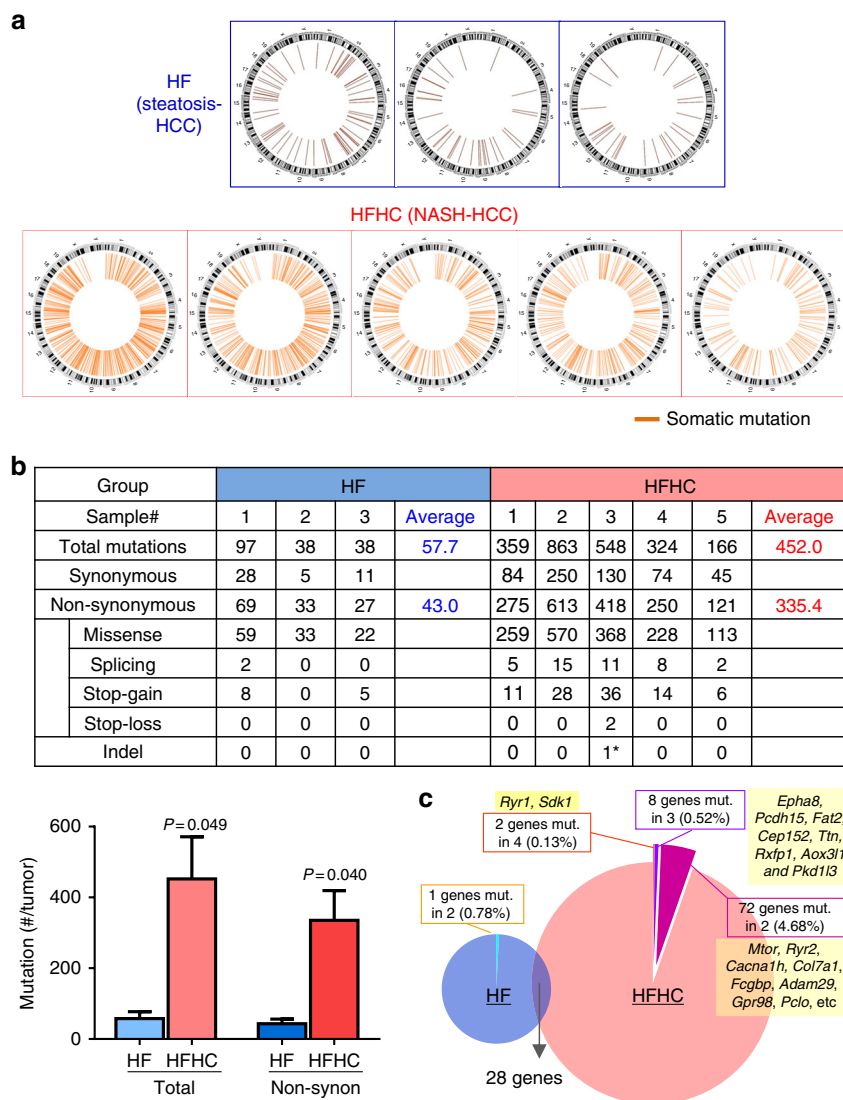 a
HF
(steatosis-
HCC)
HFHC (NASH-HCC)
Somatic mutation
b
Group HF HFHC
Sample# 1 2 3 Average 1 2 3 4 5 Average
Total mutations 97 38 38 57.7 359 863 548 324 166 452.0
Synonymous 28 5 11 84 250 130 74 45
Non-synonymous 69 33 27 43.0 275 613 418 250 121 335.4
Missense 59 33 22 259 570 368 228 113
Splicing 2 0 0 5 15 11 8 2
Stop-gain 8 0 5 11 28 36 14 6
Stop-loss 0 0 0 0 0 2 0 0
Indel 0 0 0 0 0 1* 0 0
Mutation (#/tumor)
600
400
200
0
P=0.049
P=0.040
HF HFHC HF HFHC
Total Non-synon
c
Ryr1, Sdk1
2 genes mut.
in 4 (0.13%)
8 genes mut.
in 3 (0.52%)
Epha8,
Pcdh15, Fat2,
Cep152, Ttn,
Rxfp1, Aox3l1
and Pkd1l3
1 genes mut.
in 2 (0.78%)
72 genes mut.
in 2 (4.68%)
Mtor, Ryr2,
Cacna1h, Col7a1,
Fcgbp, Adam29,
Gpr98, Pclo, etc
HF
HFHC
28 genes